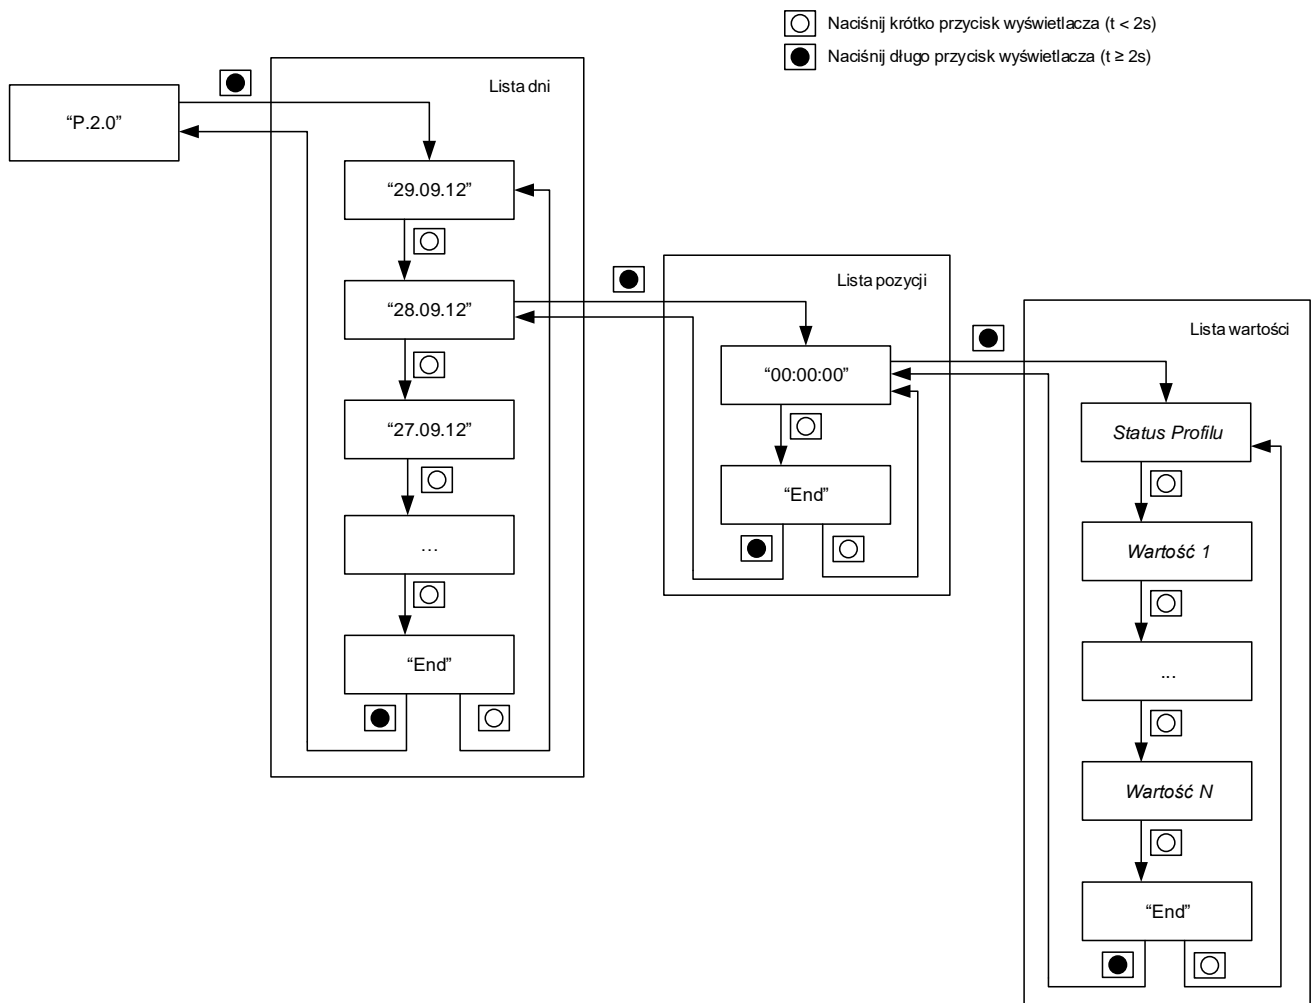 Naciśnij krótko przycisk wyświetlacza (t < 2s)
Naciśnij długo przycisk wyświetlacza (t ≥ 2s)
“P.2.0”
Lista dni
“29.09.12”
“28.09.12”
“27.09.12”
...
“End”
Lista pozycji
“00:00:00”
“End”
Lista wartości
Status Profilu
Wartość 1
...
Wartość N
“End”